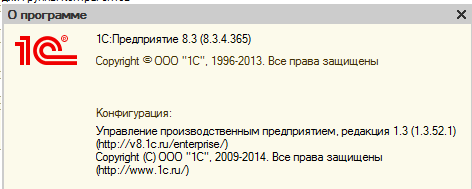 О программе
1С:Предприятие 8.3 (8.3.4.365)
1С®
Copyright © ООО "1С", 1996-2013. Все права защищены
Конфигурация:
Управление производственным предприятием, редакция 1.3 (1.3.52.1)
(http://v8.1c.ru/enterprise/)
Copyright (С) ООО "1С", 2009-2014. Все права защищены
(http://www.1c.ru/)